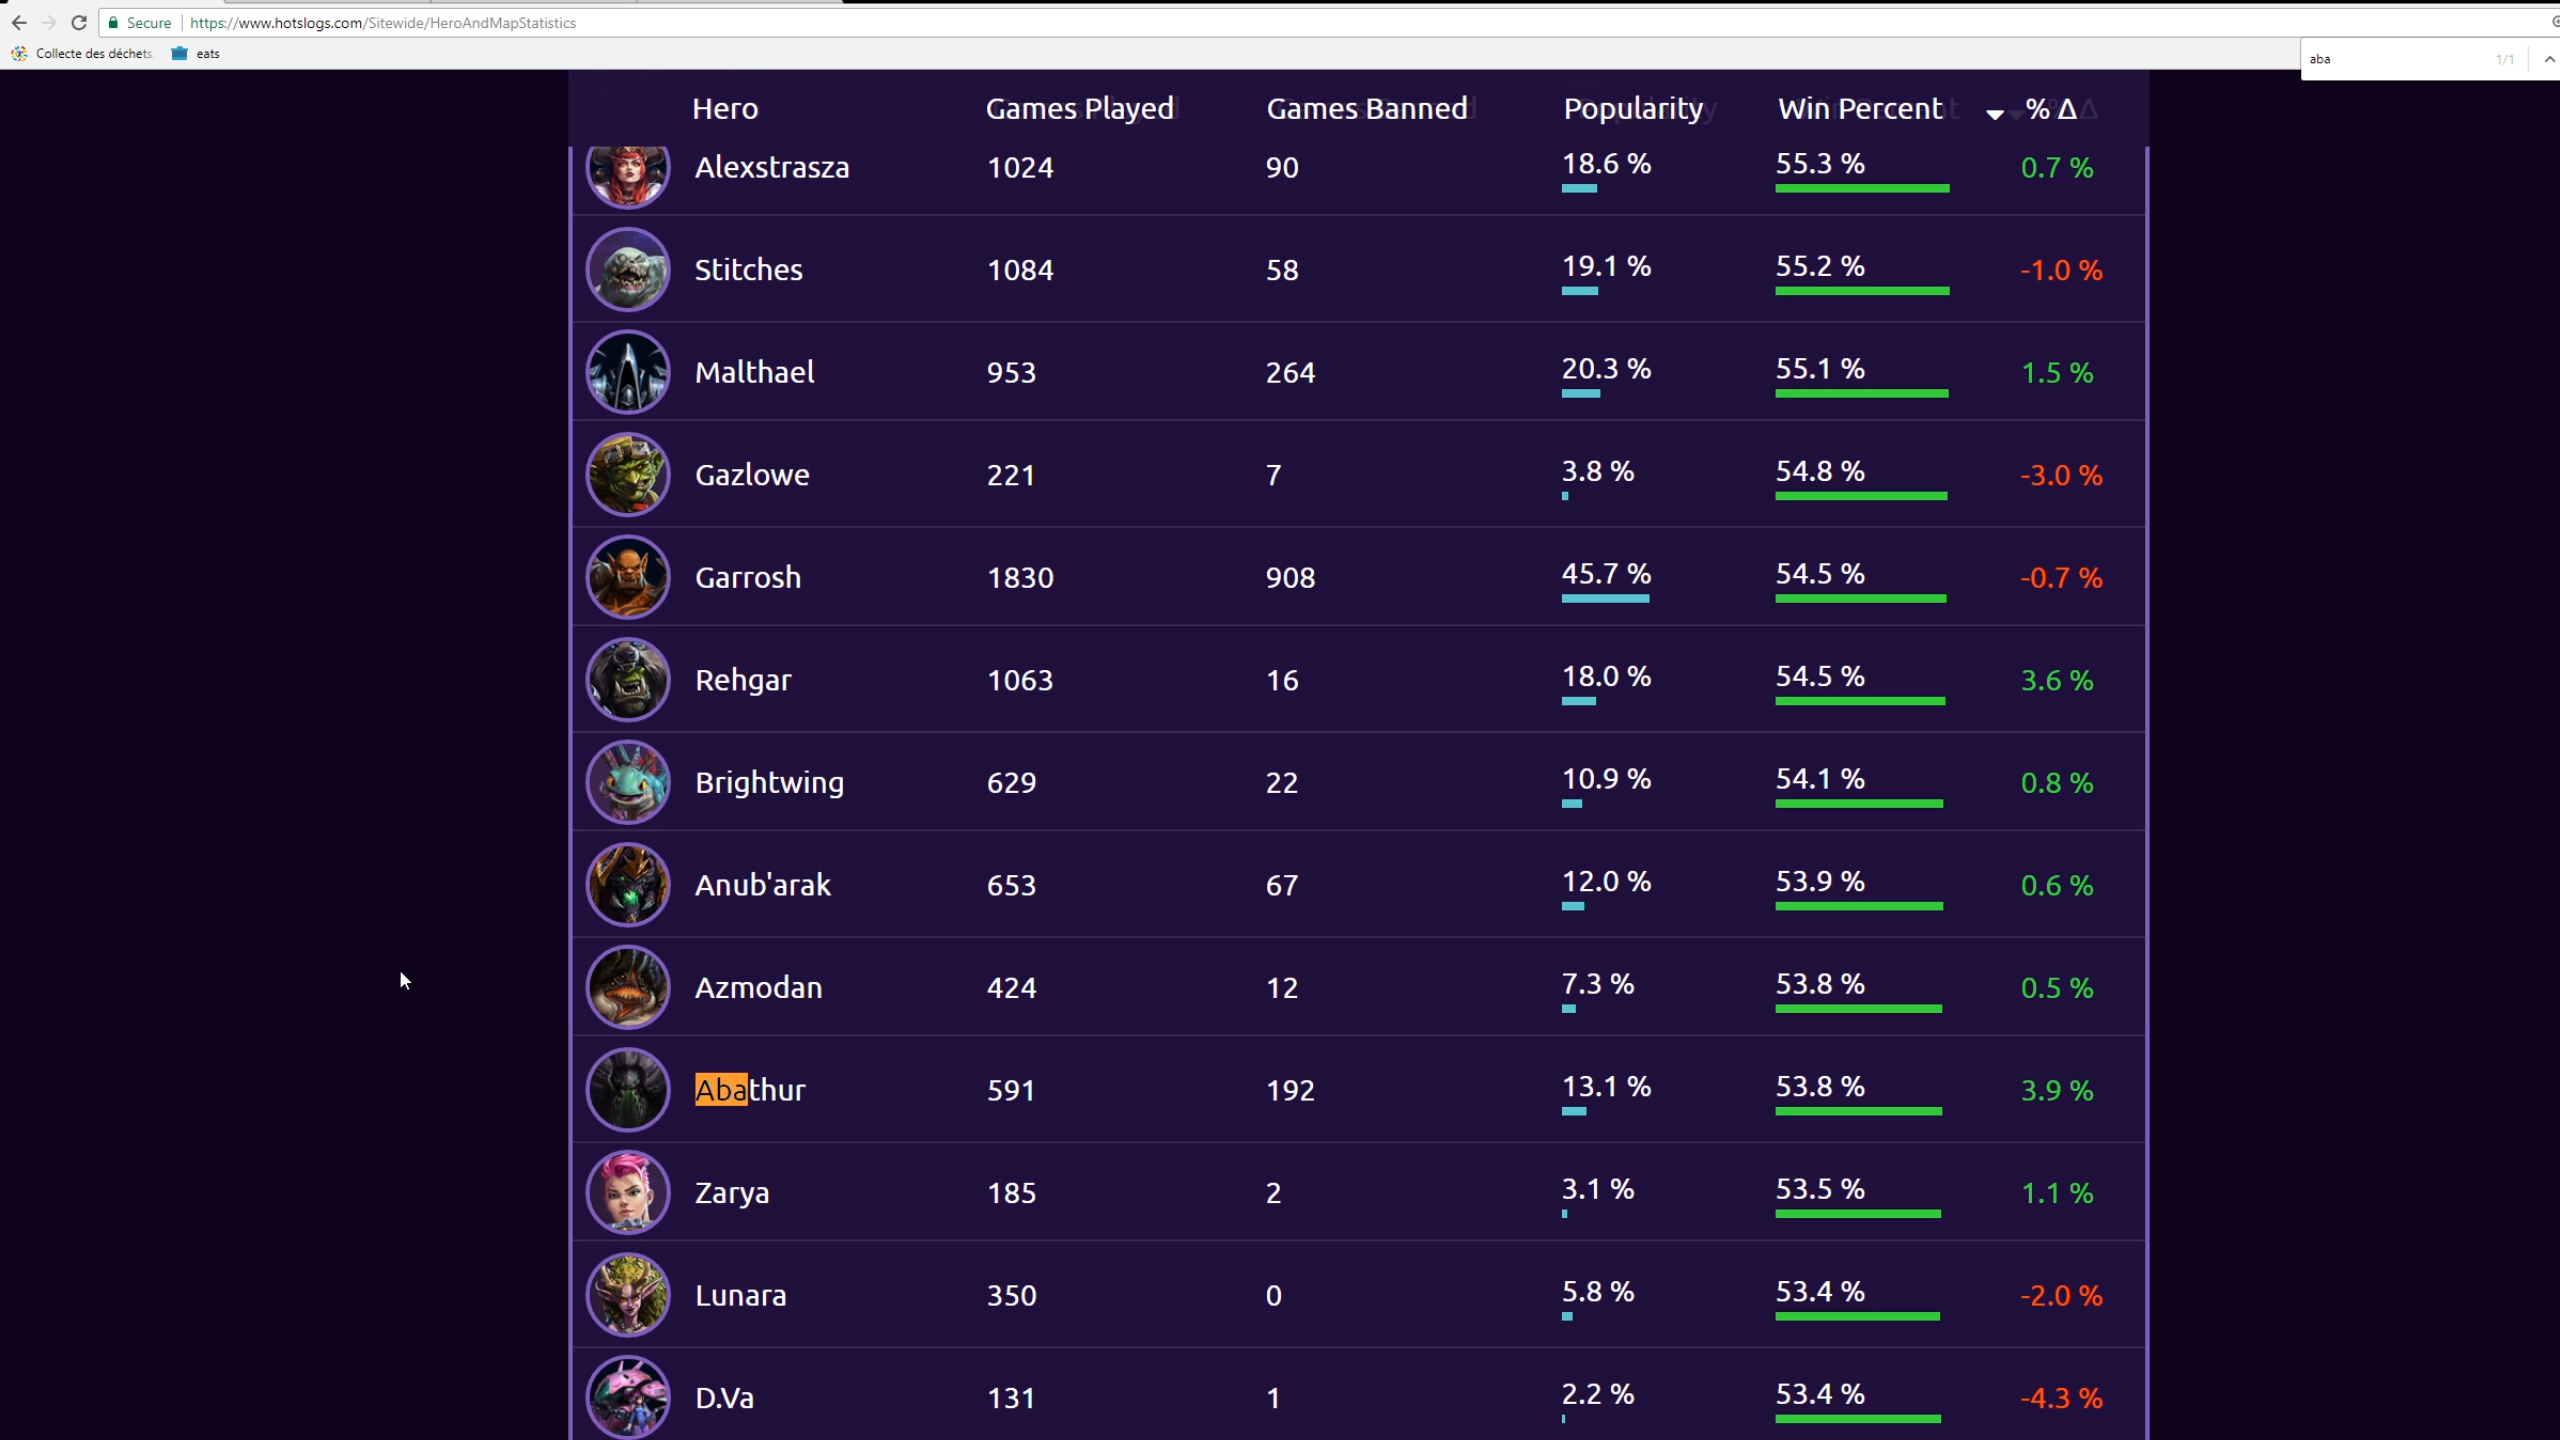 Secure https://www.hotslogs.com/Sitewide/HeroAndMapStatistics
Collecte des déchets eats
aba 1/1
Hero Games Played Games Banned Popularity Win Percent % Δ
Alexstrasza 1024 90 18.6 % 55.3 % 0.7 %
Stitches 1084 58 19.1 % 55.2 % -1.0 %
Malthael 953 264 20.3 % 55.1 % 1.5 %
Gazlowe 221 7 3.8 % 54.8 % -3.0 %
Garrosh 1830 908 45.7 % 54.5 % -0.7 %
Rehgar 1063 16 18.0 % 54.5 % 3.6 %
Brightwing 629 22 10.9 % 54.1 % 0.8 %
Anub'arak 653 67 12.0 % 53.9 % 0.6 %
Azmodan 424 12 7.3 % 53.8 % 0.5 %
Abathur 591 192 13.1 % 53.8 % 3.9 %
Zarya 185 2 3.1 % 53.5 % 1.1 %
Lunara 350 0 5.8 % 53.4 % -2.0 %
D.Va 131 1 2.2 % 53.4 % -4.3 %